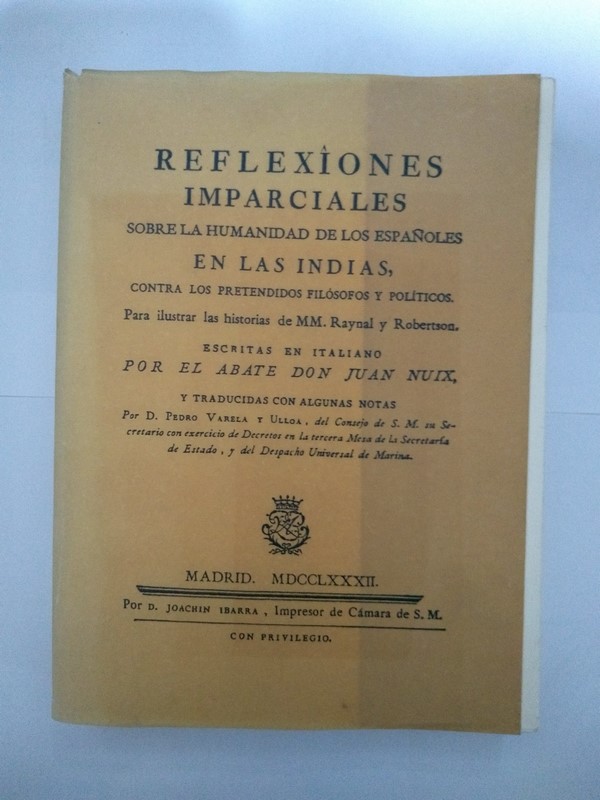 REFLEXÎONES
IMPARCIALES
SOBRE LA HUMANIDAD DE LOS ESPAÑOLES
EN LAS INDIAS,
CONTRA LOS PRETENDIDOS FILÓSOFOS Y POLÍTICOS.
Para ilustrar las historias de MM. Raynal y Robertson.
ESCRITAS EN ITALIANO
POR EL ABATE DON JUAN NUIX,
Y TRADUCIDAS CON ALGUNAS NOTAS
Por D. PEDRO VARELA Y ULLOA, del Consejo de S. M. su Se-
cretario con exercicio de Decretos en la tercera Mesa de la Secretaría
de Estado, y del Despacho Universal de Marina.
MADRID. MDCCLXXXII.
Por D. JOACHIN IBARRA, Impresor de Cámara de S. M.
CON PRIVILEGIO.